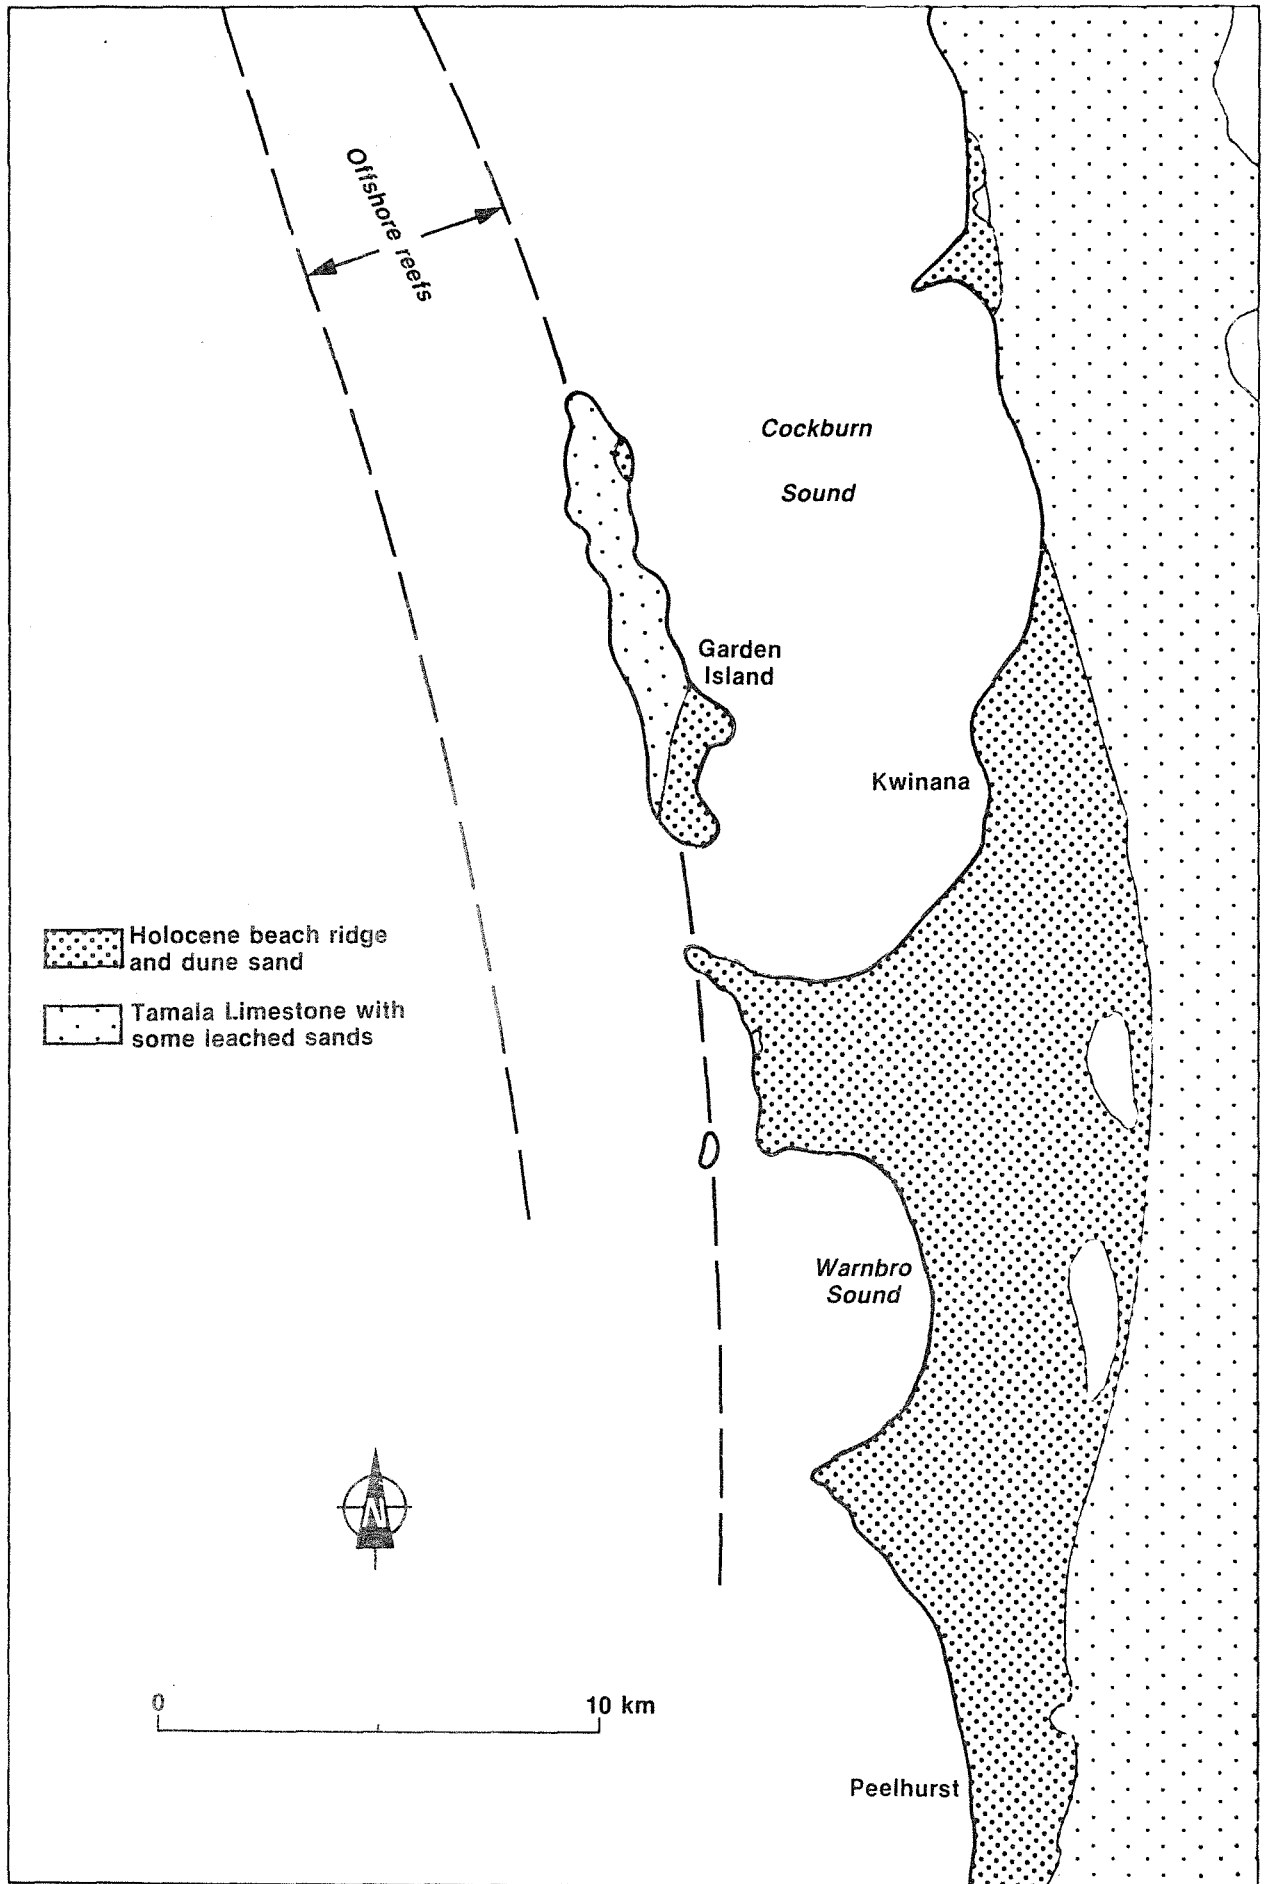 Offshore reefs
Cockburn
Sound
Garden
Island
Kwinana
Holocene beach ridge
and dune sand
Tamala Limestone with
some leached sands
Warnbro
Sound
N
0
10 km
Peelhurst